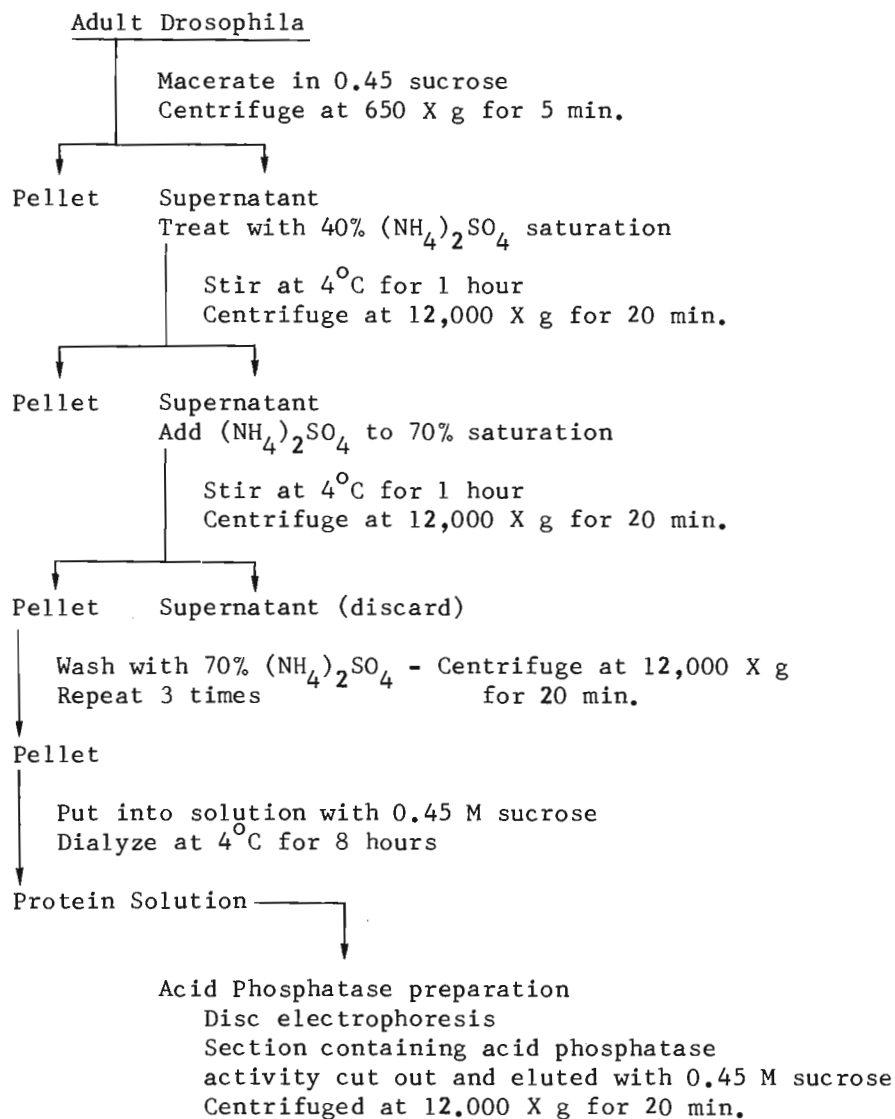 Adult Drosophila
Macerate in 0.45 sucrose
Centrifuge at 650 X g for 5 min.
Pellet Supernatant
Treat with 40% (NH4)2SO4 saturation
Stir at 4°C for 1 hour
Centrifuge at 12,000 X g for 20 min.
Pellet Supernatant
Add (NH4)2SO4 to 70% saturation
Stir at 4°C for 1 hour
Centrifuge at 12,000 X g for 20 min.
Pellet Supernatant (discard)
Wash with 70% (NH4)2SO4 - Centrifuge at 12,000 X g
Repeat 3 times for 20 min.
Pellet
Put into solution with 0.45 M sucrose
Dialyze at 4°C for 8 hours
Protein Solution
Acid Phosphatase preparation
Disc electrophoresis
Section containing acid phosphatase
activity cut out and eluted with 0.45 M sucrose
Centrifuged at 12.000 X g for 20 min.